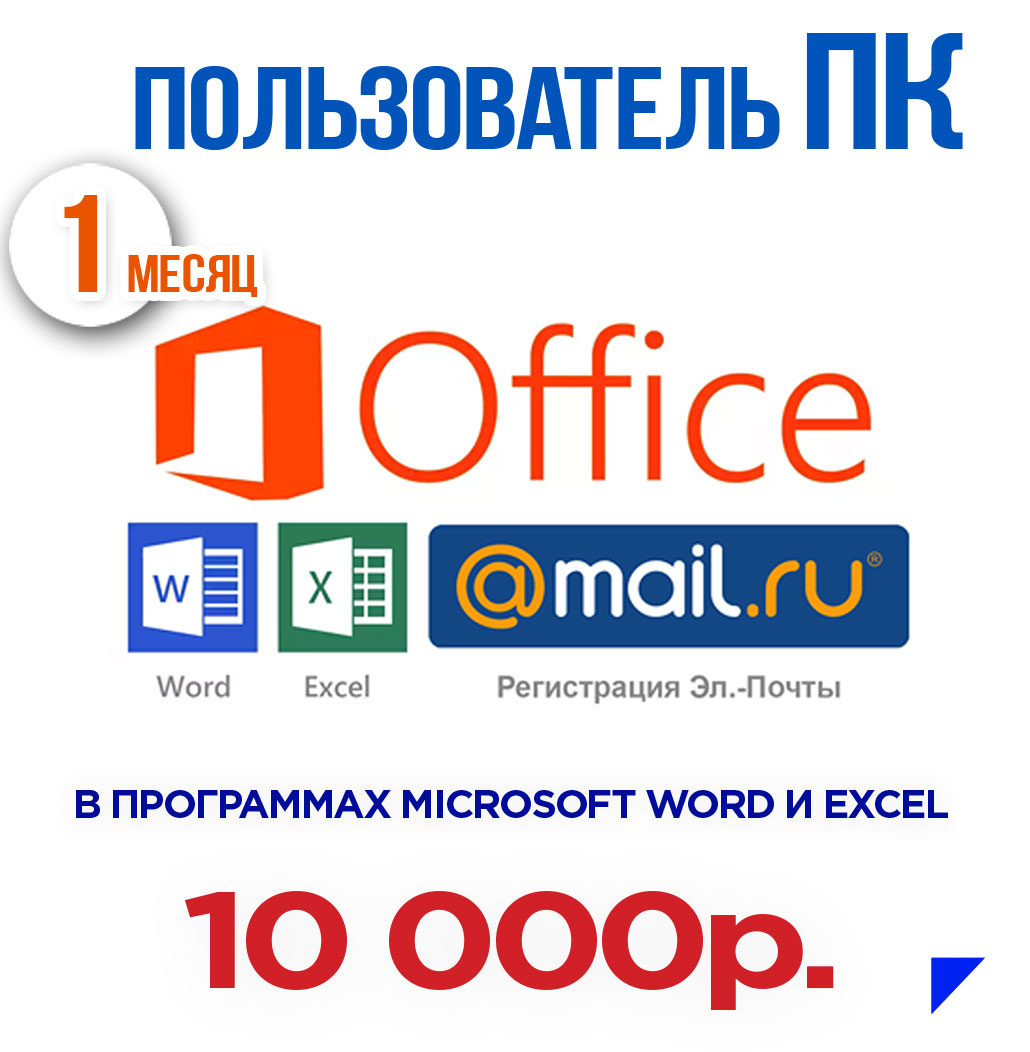 ПОЛЬЗОВАТЕЛЬ ПК
1 МЕСЯЦ
Office
W X @mail.ru®
Word Excel Регистрация Эл.-Почты
В ПРОГРАММАХ MICROSOFT WORD И EXCEL
10 000р.